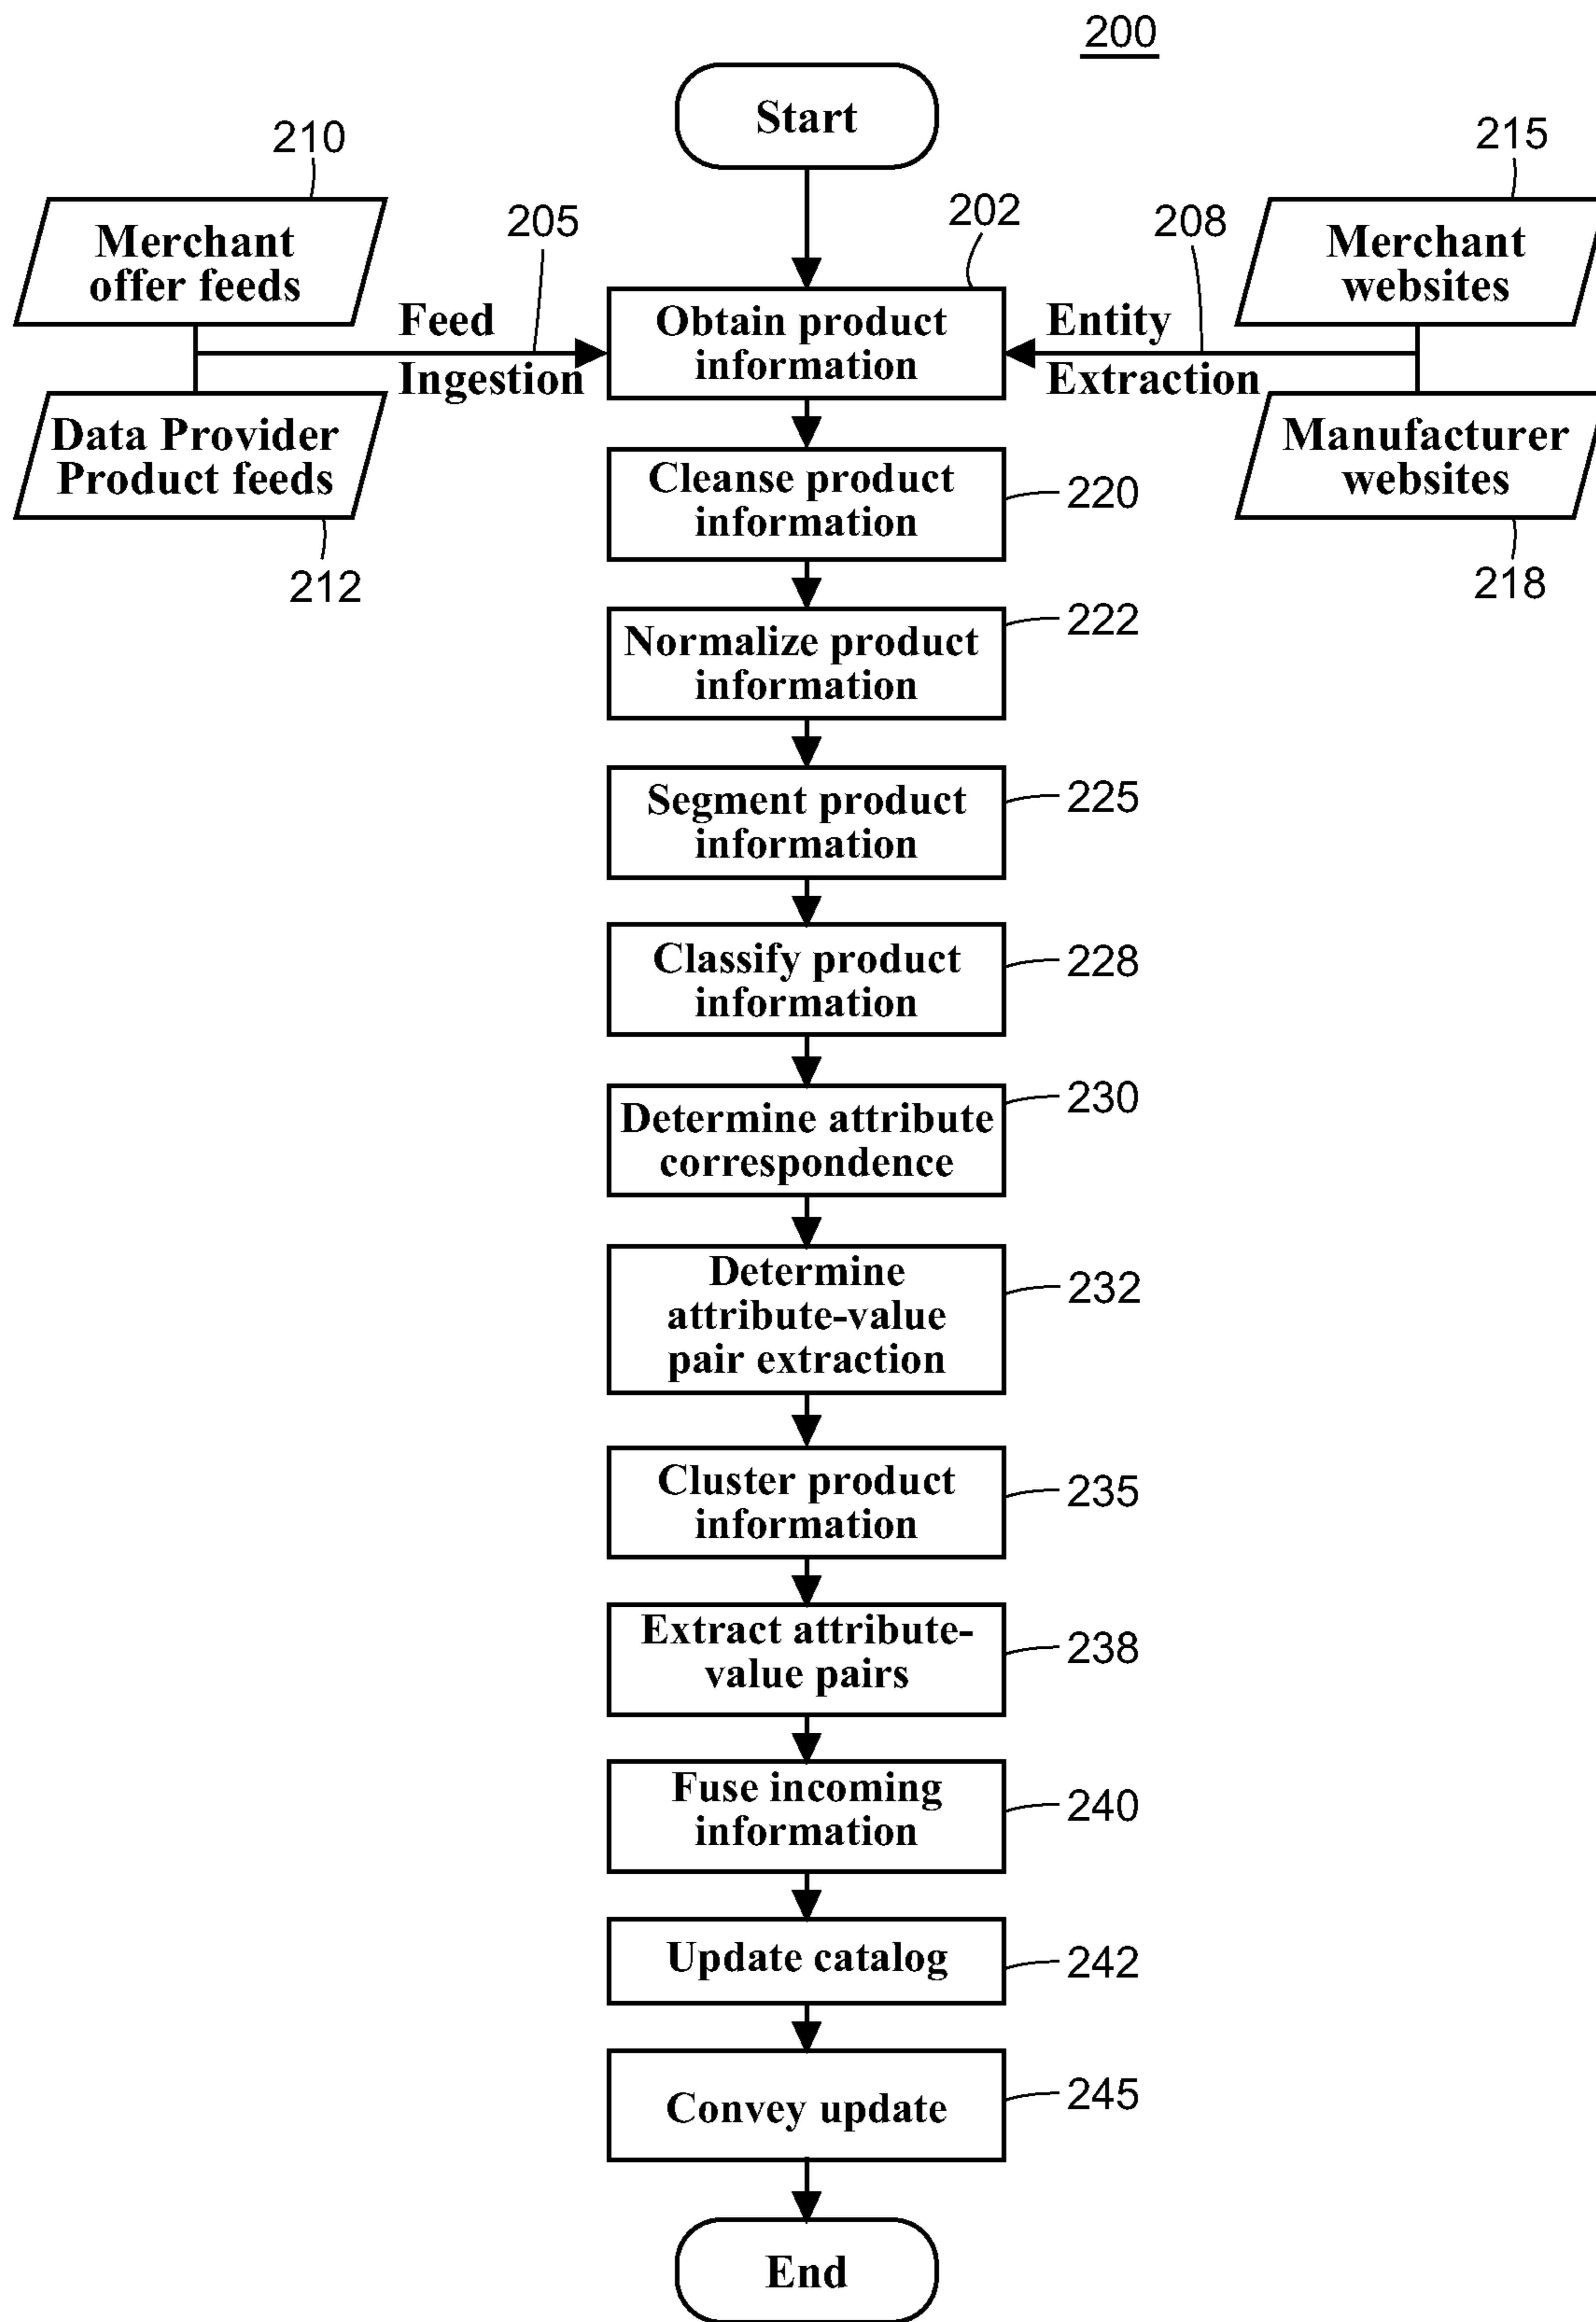 200
Start
210
Merchant
offer feeds
205
Feed
Ingestion
Data Provider
Product feeds
212
202
Obtain product
information
208
Entity
Extraction
215
Merchant
websites
Manufacturer
websites
218
Cleanse product
information
220
Normalize product
information
222
Segment product
information
225
Classify product
information
228
Determine attribute
correspondence
230
Determine
attribute-value
pair extraction
232
Cluster product
information
235
Extract attribute-
value pairs
238
Fuse incoming
information
240
Update catalog
242
Convey update
245
End